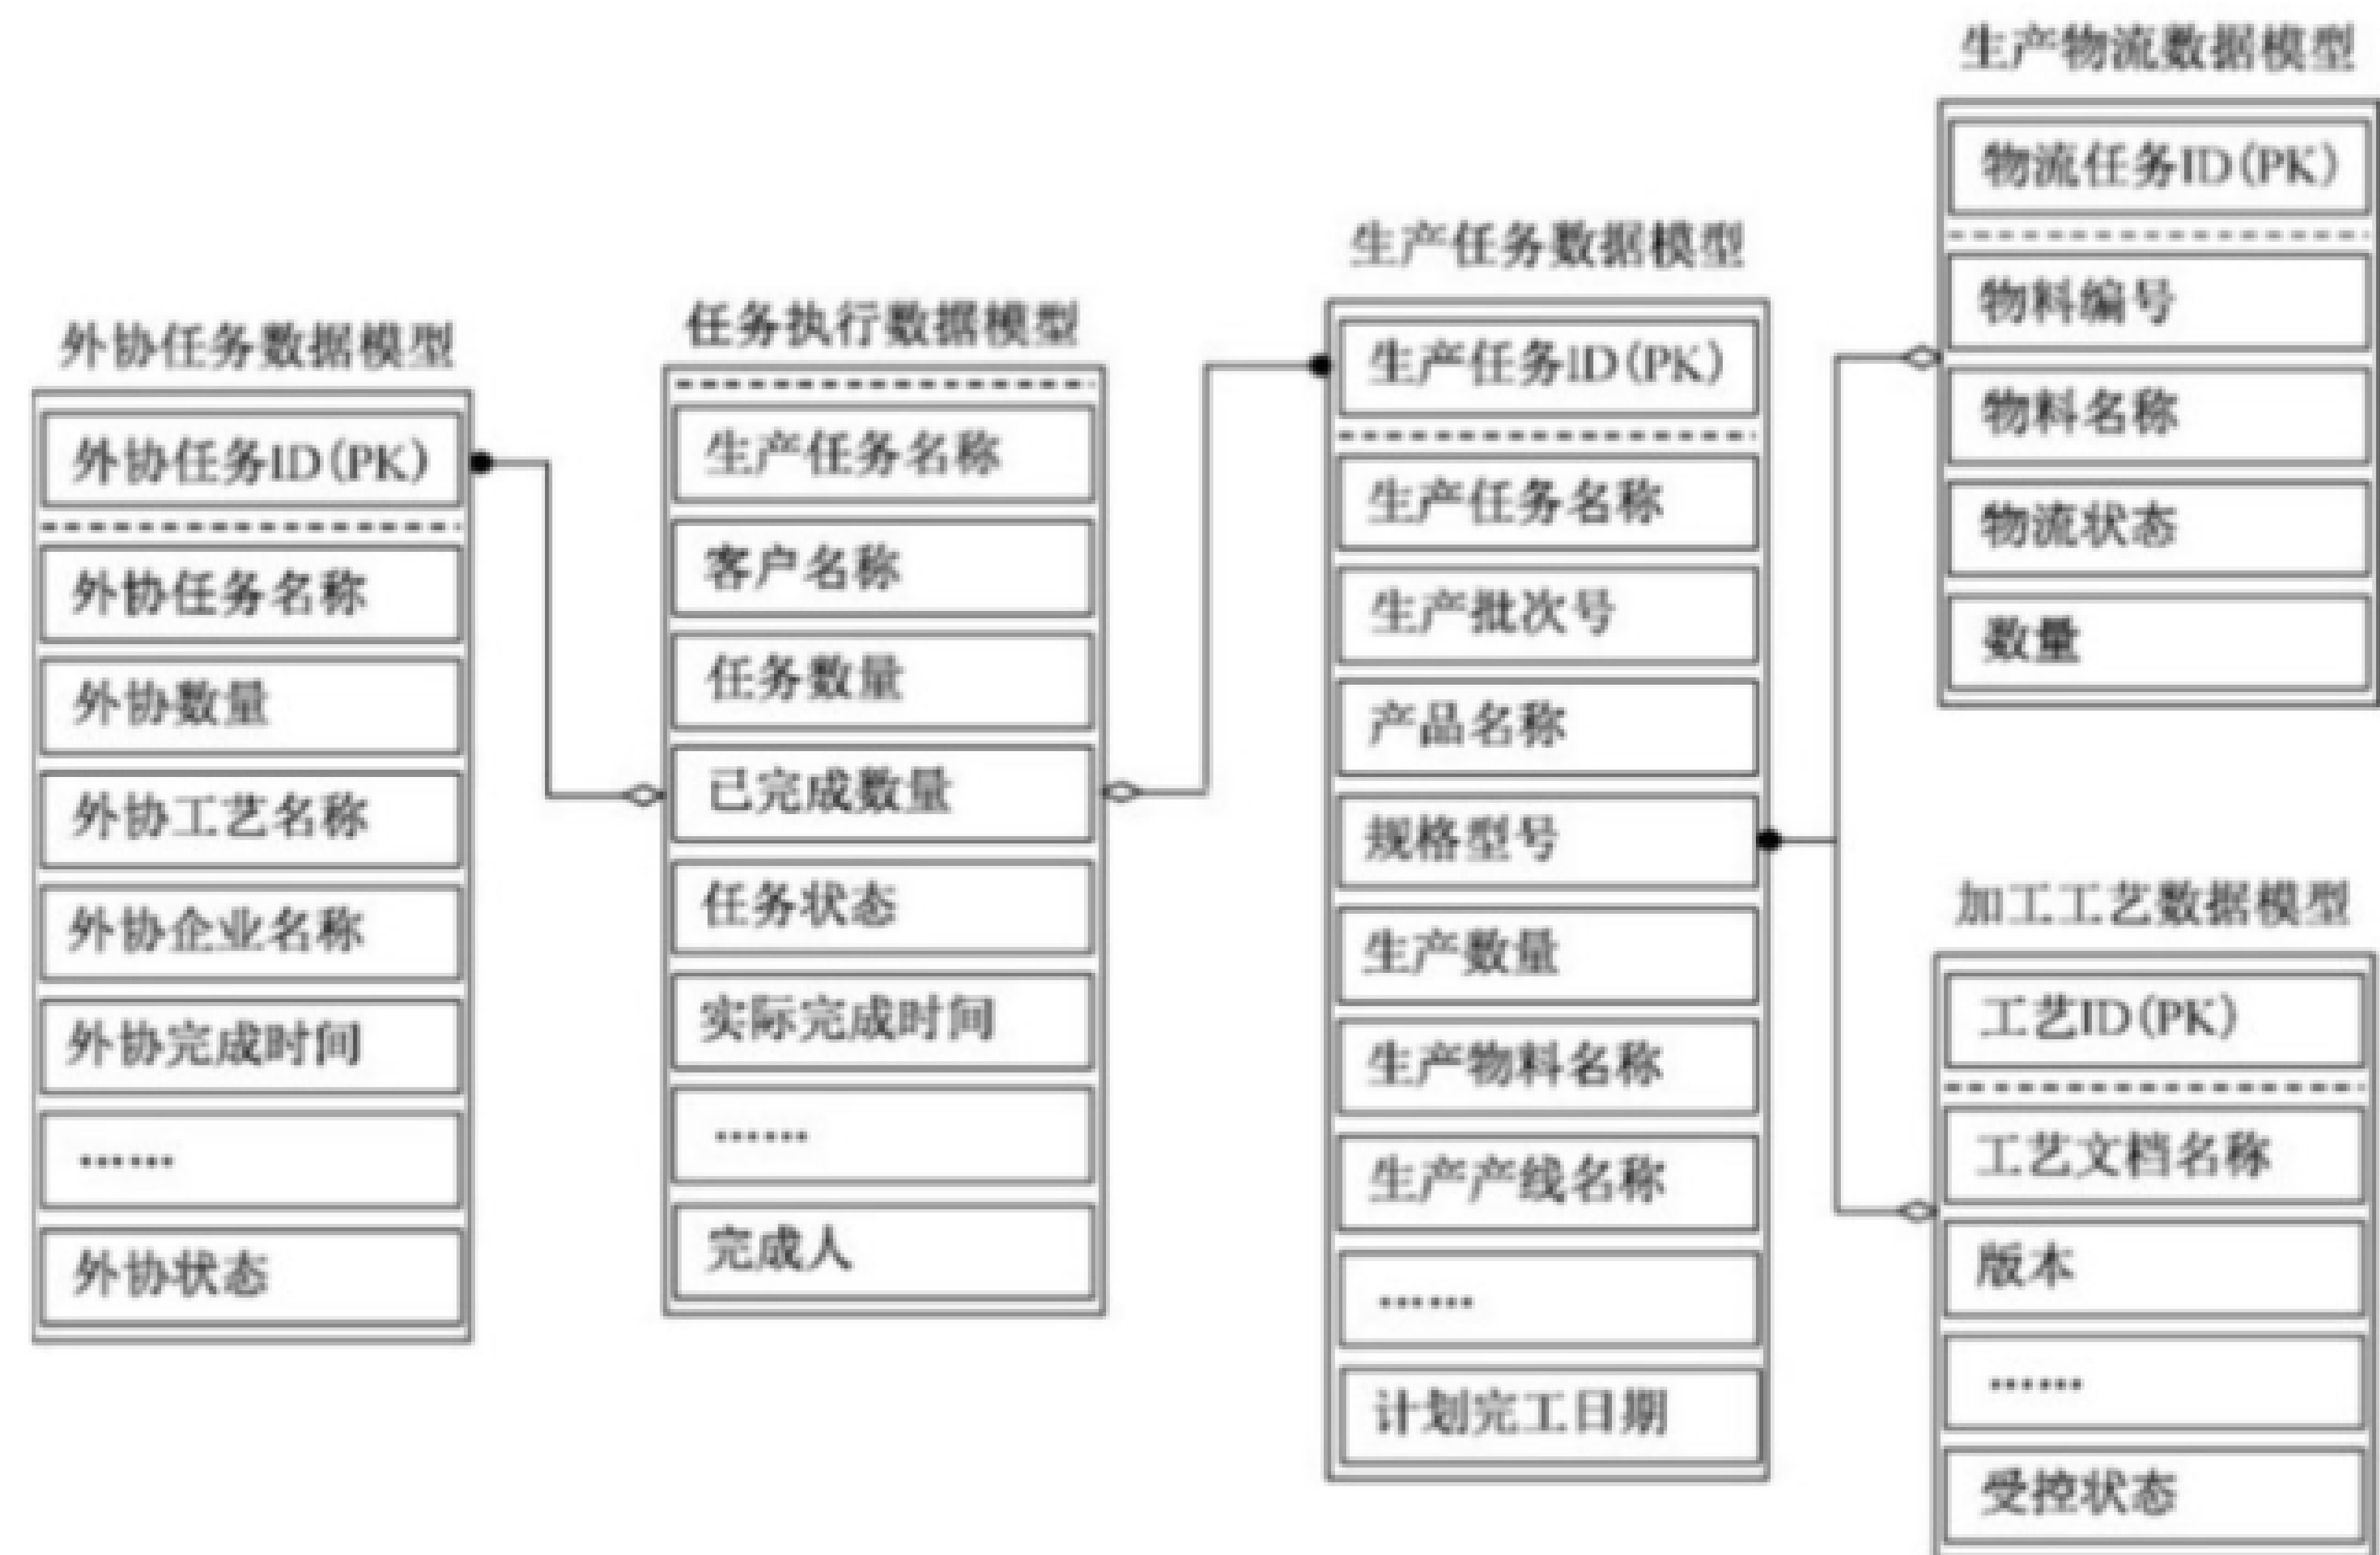 外协任务数据模型
外协任务ID(PK)
外协任务名称
外协数量
外协工艺名称
外协企业名称
外协完成时间
……
外协状态
任务执行数据模型
生产任务名称
客户名称
任务数量
已完成数量
任务状态
实际完成时间
……
完成人
生产任务数据模型
生产任务ID(PK)
生产任务名称
生产批次号
产品名称
规格型号
生产数量
生产物料名称
生产产线名称
……
计划完工日期
生产物流数据模型
物流任务ID(PK)
物料编号
物料名称
物流状态
数量
加工工艺数据模型
工艺ID(PK)
工艺文档名称
版本
……
受控状态